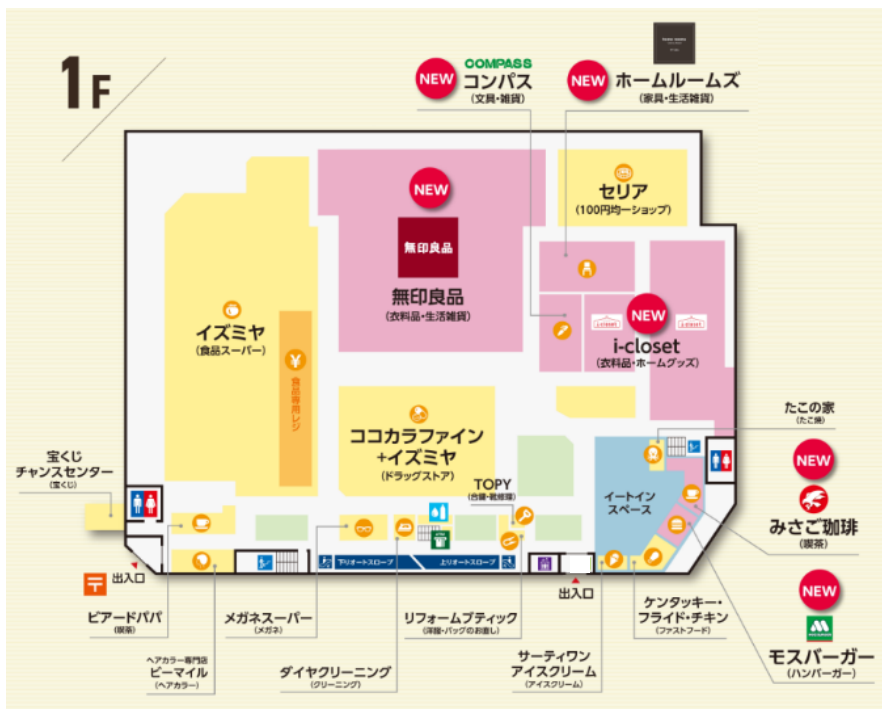 1F
COMPASS
NEW コンパス
(文具・雑貨)
NEW ホームルームズ
(家具・生活雑貨)
NEW
無印良品
無印良品
(衣料品・生活雑貨)
セリア
(100円均一ショップ)
イズミヤ
(食品スーパー)
¥
食品専用レジ
NEW
i-closet
i-closet
i-closet
(衣料品・ホームグッズ)
ココカラファイン
+イズミヤ
(ドラッグストア)
たこの家
(たこ焼)
宝くじ
チャンスセンター
(宝くじ)
TOPY
(合鍵・靴修理)
イートイン
スペース
NEW
みさご珈琲
(喫茶)
下りオートスロープ
上りオートスロープ
〒
出入口
出入口
ビアードパパ
(喫茶)
メガネスーパー
(メガネ)
リフォームブティック
(洋服・バッグのお直し)
ケンタッキー・
フライド・チキン
(ファストフード)
NEW
モスバーガー
(ハンバーガー)
ヘアカラー専門店
ビーマイル
(ヘアカラー)
ダイヤクリーニング
(クリーニング)
サーティワン
アイスクリーム
(アイスクリーム)